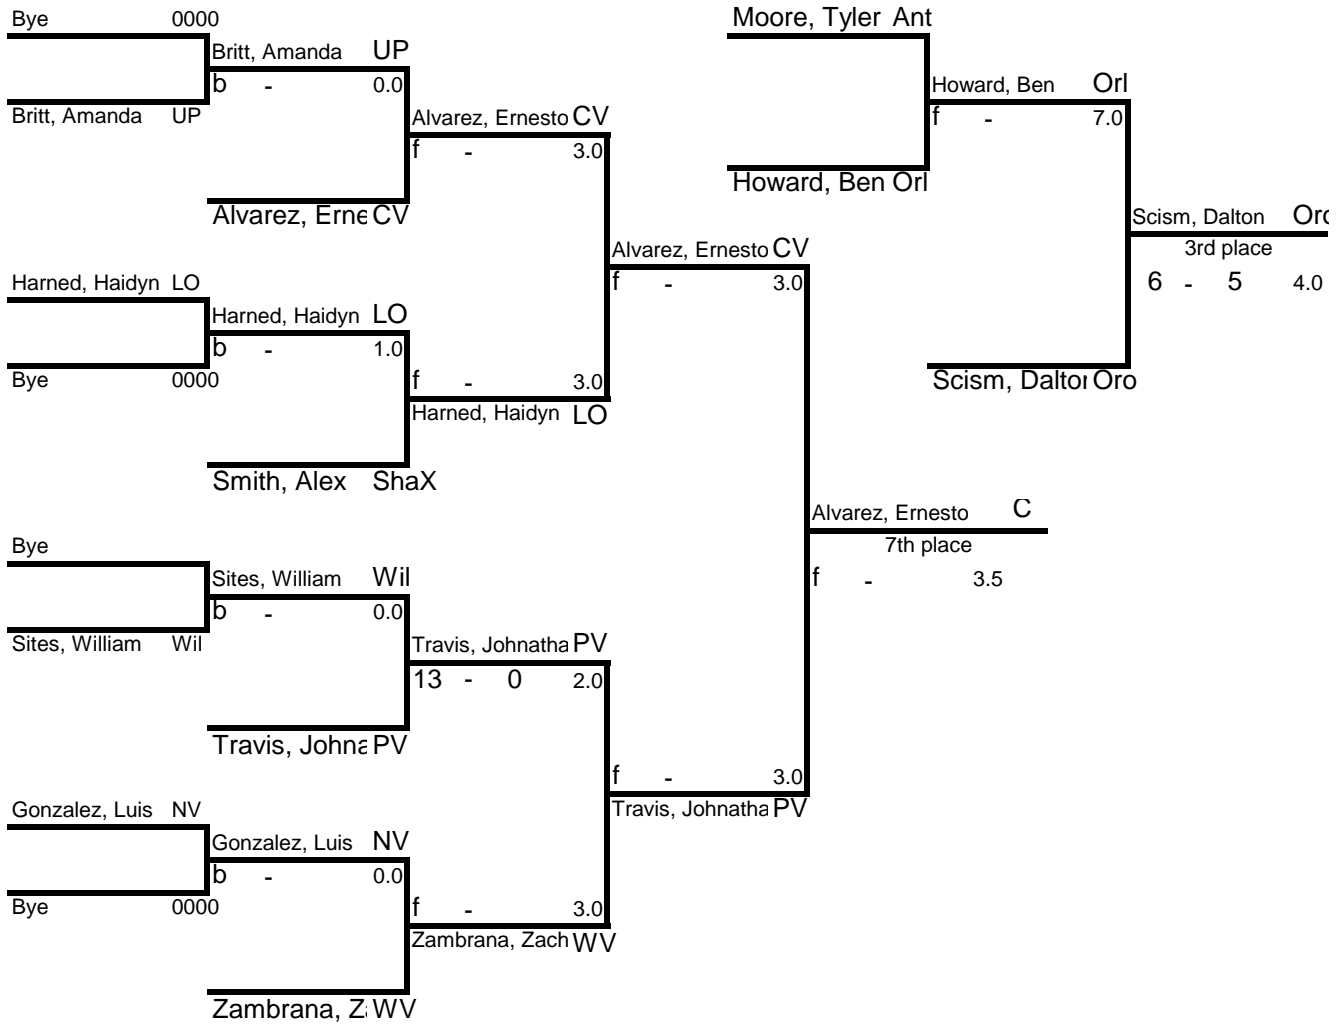 Bye 0000
Moore, Tyler Ant
Britt, Amanda UP
b - 0.0
Howard, Ben Orl
f - 7.0
Britt, Amanda UP
Alvarez, Ernesto CV
f - 3.0
Howard, Ben Orl
Alvarez, Erne CV
Scism, Dalton Oro
3rd place
6 - 5 4.0
Alvarez, Ernesto CV
f - 3.0
Harned, Haidyn LO
Harned, Haidyn LO
b - 1.0
Bye 0000
f - 3.0
Harned, Haidyn LO
Scism, Dalton Oro
Smith, Alex ShaX
Alvarez, Ernesto C
7th place
f - 3.5
Bye
Sites, William Wil
b - 0.0
Sites, William Wil
Travis, Johnatha PV
13 - 0 2.0
Travis, Johna PV
f - 3.0
Travis, Johnatha PV
Gonzalez, Luis NV
Gonzalez, Luis NV
b - 0.0
Bye 0000
f - 3.0
Zambrana, Zach WV
Zambrana, Za WV